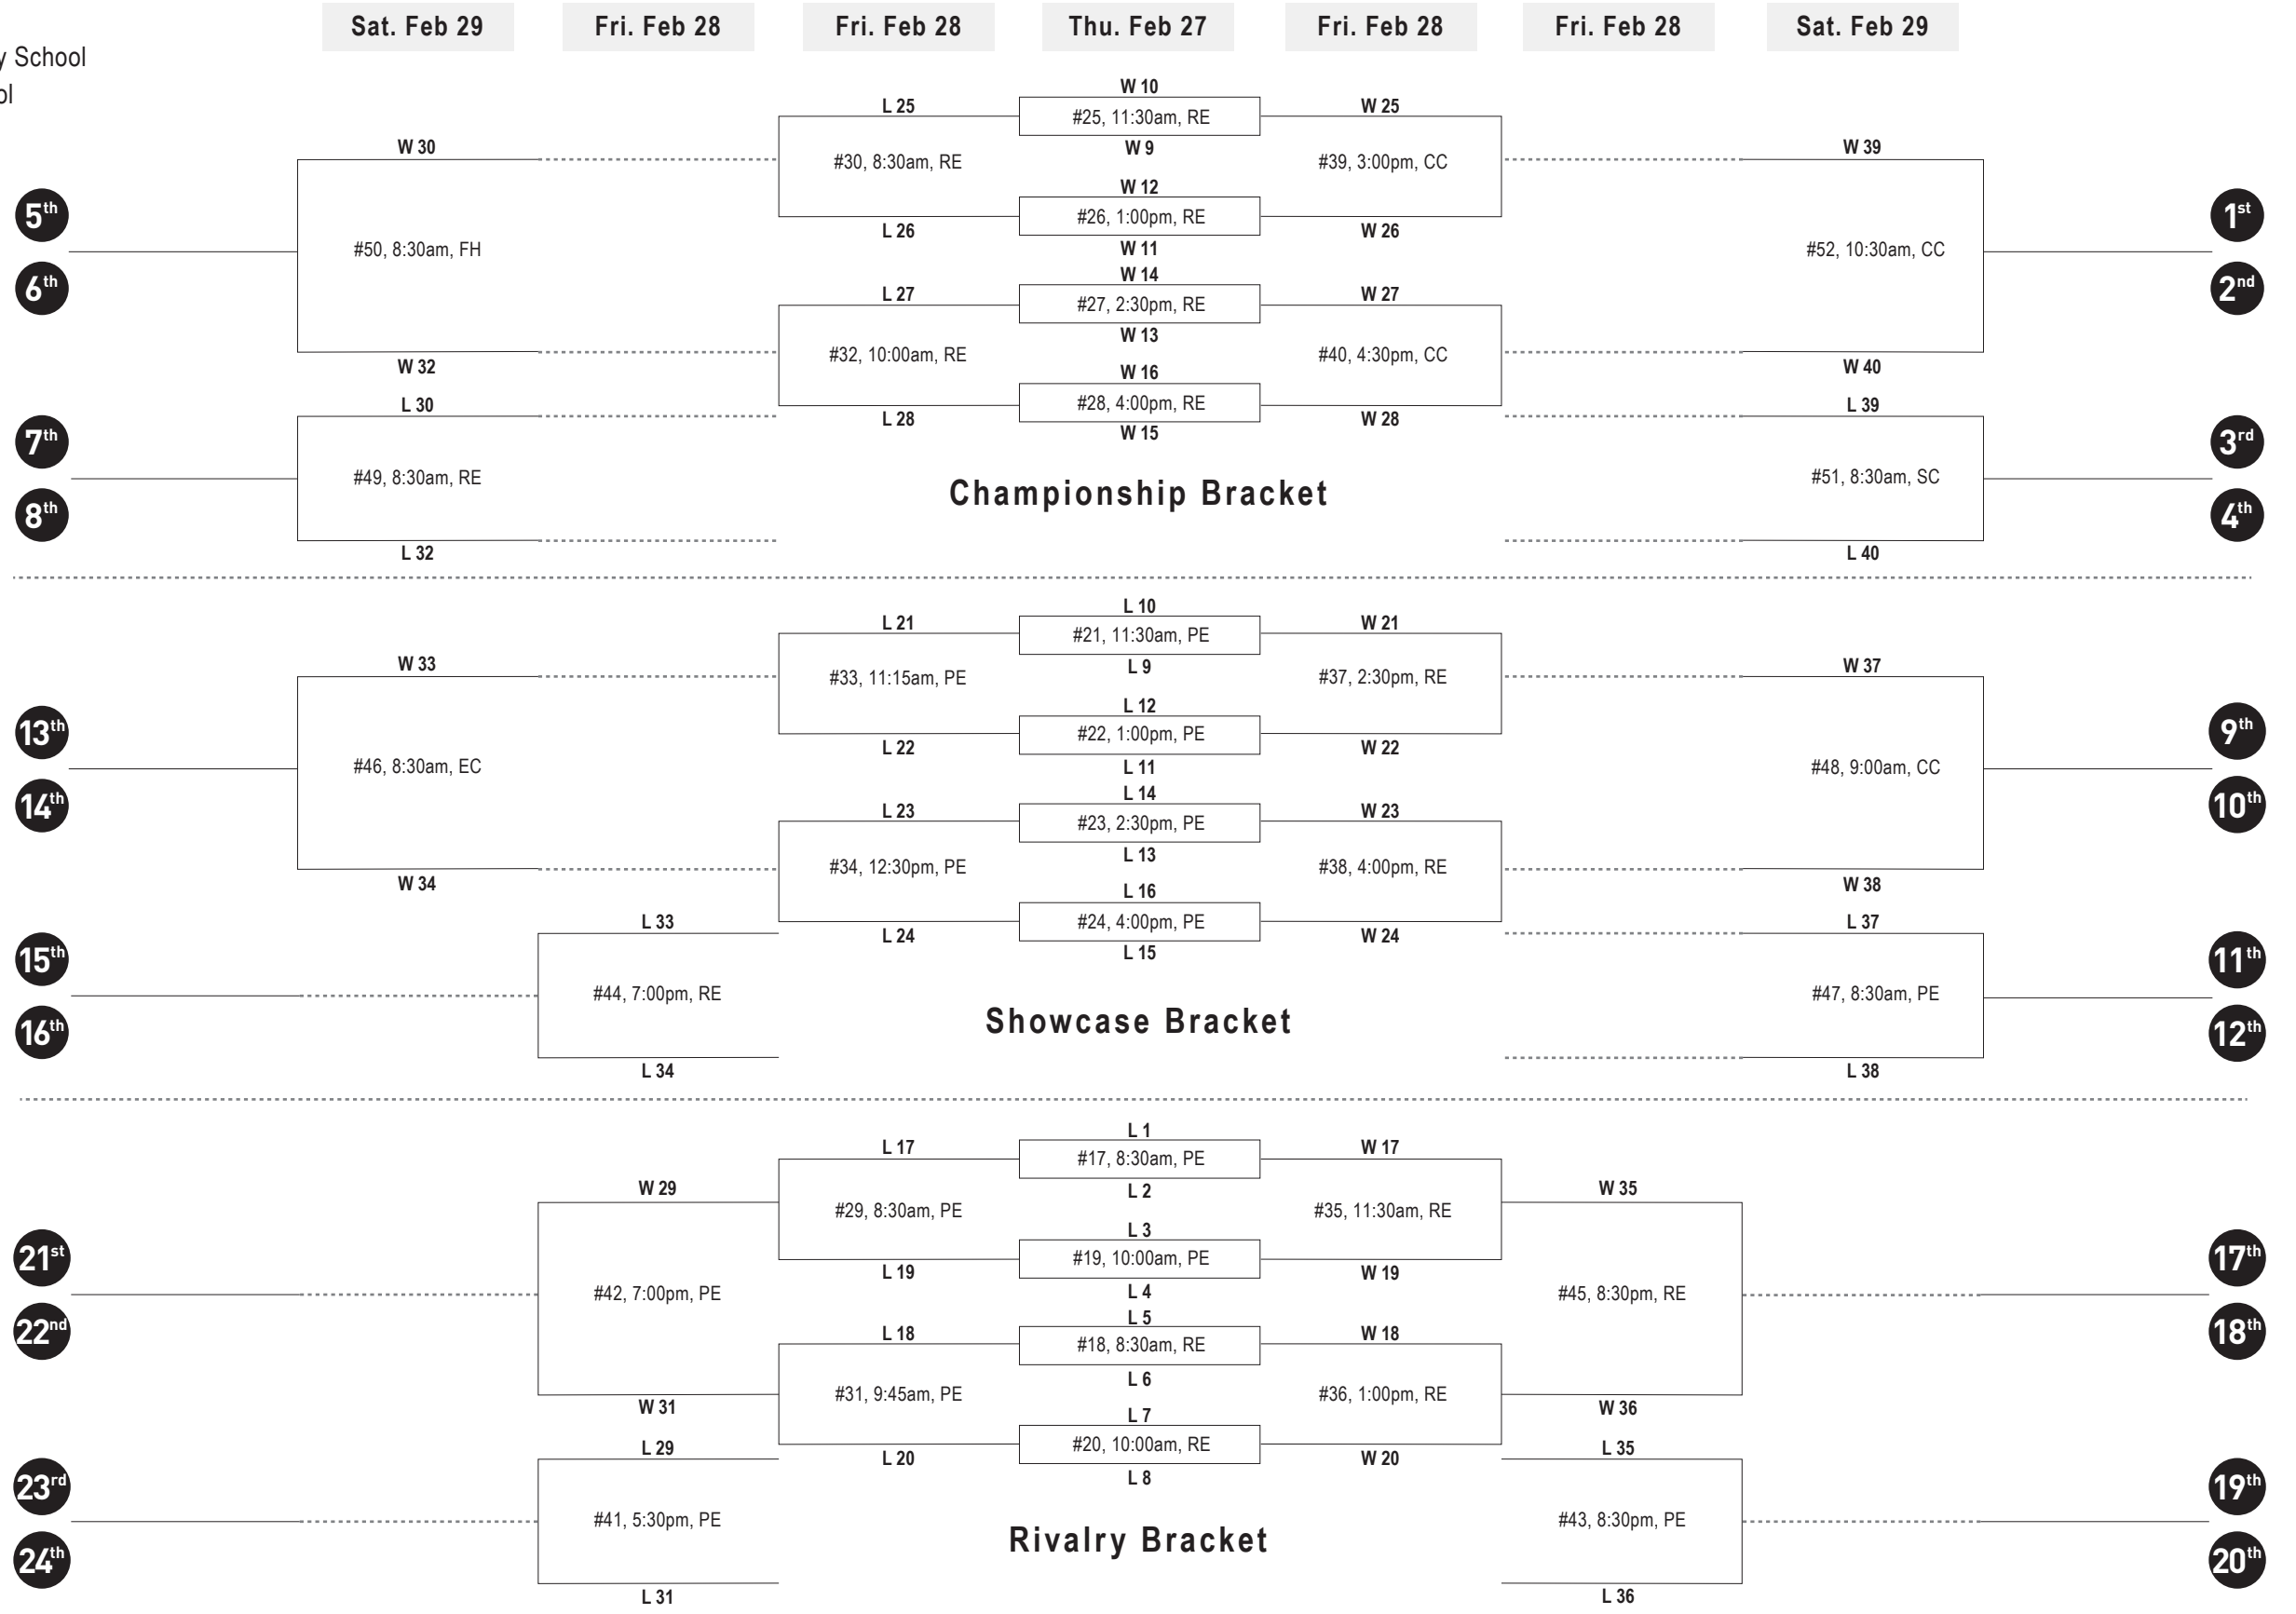 Sat. Feb 29
Fri. Feb 28
Fri. Feb 28
Thu. Feb 27
Fri. Feb 28
Fri. Feb 28
Sat. Feb 29
y School
ol
W 10
L 25
#25, 11:30am, RE
W 25
W 30
W 9
W 39
#30, 8:30am, RE
#39, 3:00pm, CC
W 12
5th
#26, 1:00pm, RE
1st
L 26
W 26
#50, 8:30am, FH
W 11
#52, 10:30am, CC
W 14
6th
L 27
#27, 2:30pm, RE
W 27
2nd
W 13
#32, 10:00am, RE
#40, 4:30pm, CC
W 32
W 16
W 40
L 30
#28, 4:00pm, RE
L 39
L 28
W 28
7th
W 15
3rd
#49, 8:30am, RE
#51, 8:30am, SC
Championship Bracket
8th
4th
L 32
L 40
L 10
L 21
#21, 11:30am, PE
W 21
W 33
L 9
W 37
#33, 11:15am, PE
#37, 2:30pm, RE
L 12
13th
#22, 1:00pm, PE
9th
L 22
W 22
#46, 8:30am, EC
L 11
#48, 9:00am, CC
L 14
14th
L 23
#23, 2:30pm, PE
W 23
10th
L 13
#34, 12:30pm, PE
#38, 4:00pm, RE
W 34
L 16
W 38
L 33
#24, 4:00pm, PE
L 37
L 24
W 24
15th
L 15
11th
#44, 7:00pm, RE
#47, 8:30am, PE
Showcase Bracket
16th
12th
L 34
L 38
L 1
L 17
#17, 8:30am, PE
W 17
W 29
L 2
W 35
#29, 8:30am, PE
#35, 11:30am, RE
L 3
21st
#19, 10:00am, PE
17th
L 19
W 19
#42, 7:00pm, PE
L 4
#45, 8:30pm, RE
L 5
22nd
L 18
#18, 8:30am, RE
W 18
18th
L 6
#31, 9:45am, PE
#36, 1:00pm, RE
W 31
L 7
W 36
L 29
#20, 10:00am, RE
L 35
L 20
W 20
23rd
L 8
19th
#41, 5:30pm, PE
#43, 8:30pm, PE
Rivalry Bracket
24th
20th
L 31
L 36